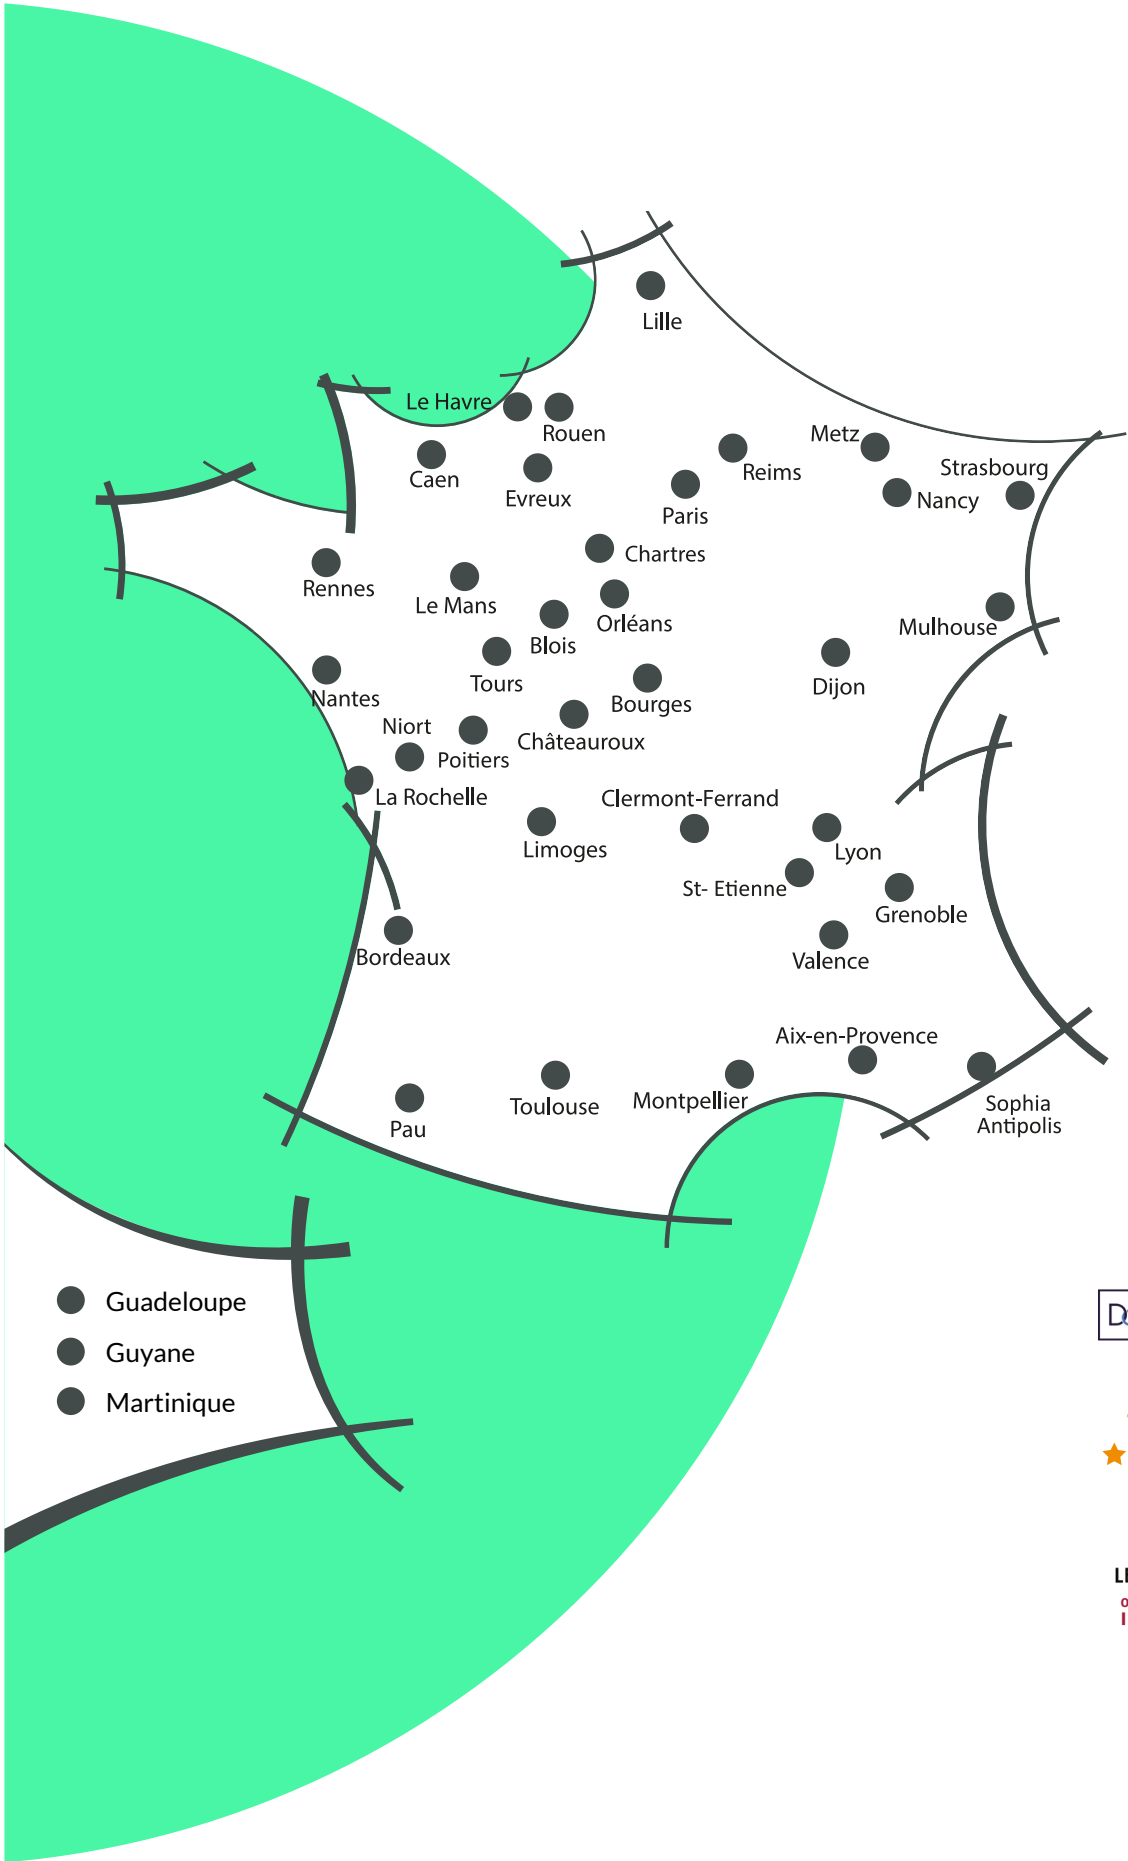 Lille
Le Havre
Rouen
Metz
Caen
Reims
Strasbourg
Evreux
Nancy
Paris
Chartres
Rennes
Le Mans
Orléans
Mulhouse
Blois
Tours
Dijon
Nantes
Bourges
Niort
Châteauroux
Poitiers
La Rochelle
Clermont-Ferrand
Limoges
Lyon
St- Etienne
Grenoble
Bordeaux
Valence
Aix-en-Provence
Montpellier
Toulouse
Sophia
Antipolis
Pau
Guadeloupe
Guyane
Martinique